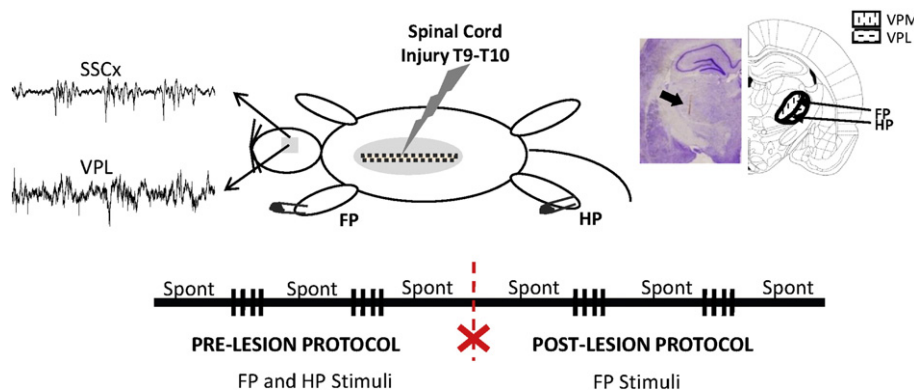 Spinal Cord
Injury T9-T10
VPM
VPL
SSCx
FP
HP
VPL
FP
HP
Spont Spont Spont Spont Spont Spont
PRE-LESION PROTOCOL POST-LESION PROTOCOL
FP and HP Stimuli FP Stimuli